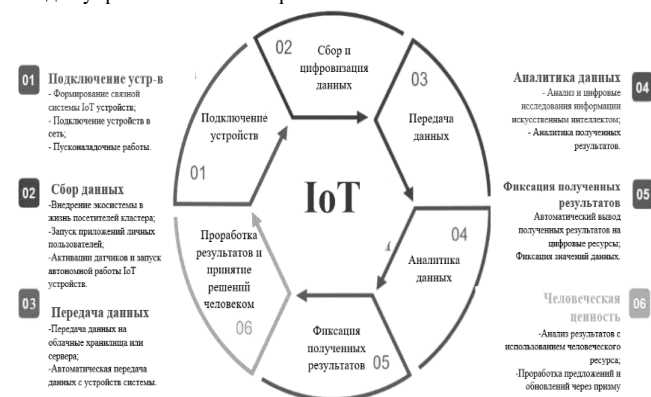 01
Подключение устр-в
- Формирование связной
системы IoT устройств;
- Подключение устройств в
сеть;
- Пусконаладочные работы.
02
Сбор данных
-Внедрение экосистемы в
жизнь посетителей кластера;
-Запуск приложений личных
пользователей;
-Активации датчиков и запуск
автономной работы IoT
устройств.
03
Передача данных
-Передача данных на
облачные хранилища или
сервера;
-Автоматическая передача
данных с устройств системы.
IoT
Подключение
устройств
01
02
Сбор и
цифровизация
данных
03
Передача
данных
04
Аналитика
данных
Фиксация
полученных
результатов
05
Проработка
результатов и
принятие
решений
человеком
06
Аналитика данных
04
- Анализ и цифровые
исследования информации
искусственным интеллектом;
- Аналитика полученных
результатов.
Фиксация полученных
результатов
05
Автоматический вывод
полученных результатов на
цифровые ресурсы;
Фиксация значений данных.
Человеческая
ценность
06
-Анализ результатов с
использованием человеческого
ресурса;
-Проработка предложений и
обновлений через призму